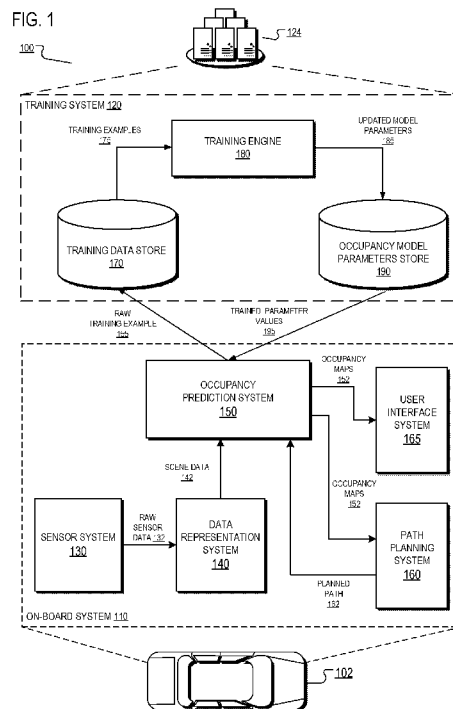 FIG. 1
100
124
TRAINING SYSTEM 120
TRAINING EXAMPLES
175
TRAINING ENGINE
180
UPDATED MODEL
PARAMETERS
185
TRAINING DATA STORE
170
OCCUPANCY MODEL
PARAMETERS STORE
190
RAW
TRAINING EXAMPLE
155
TRAINED PARAMETER
VALUES
195
OCCUPANCY
PREDICTION SYSTEM
150
OCCUPANCY
MAPS
152
USER
INTERFACE
SYSTEM
165
SCENE DATA
142
OCCUPANCY
MAPS
152
SENSOR SYSTEM
130
RAW
SENSOR
DATA 132
DATA
REPRESENTATION
SYSTEM
140
PLANNED
PATH
162
PATH
PLANNING
SYSTEM
160
ON-BOARD SYSTEM 110
102